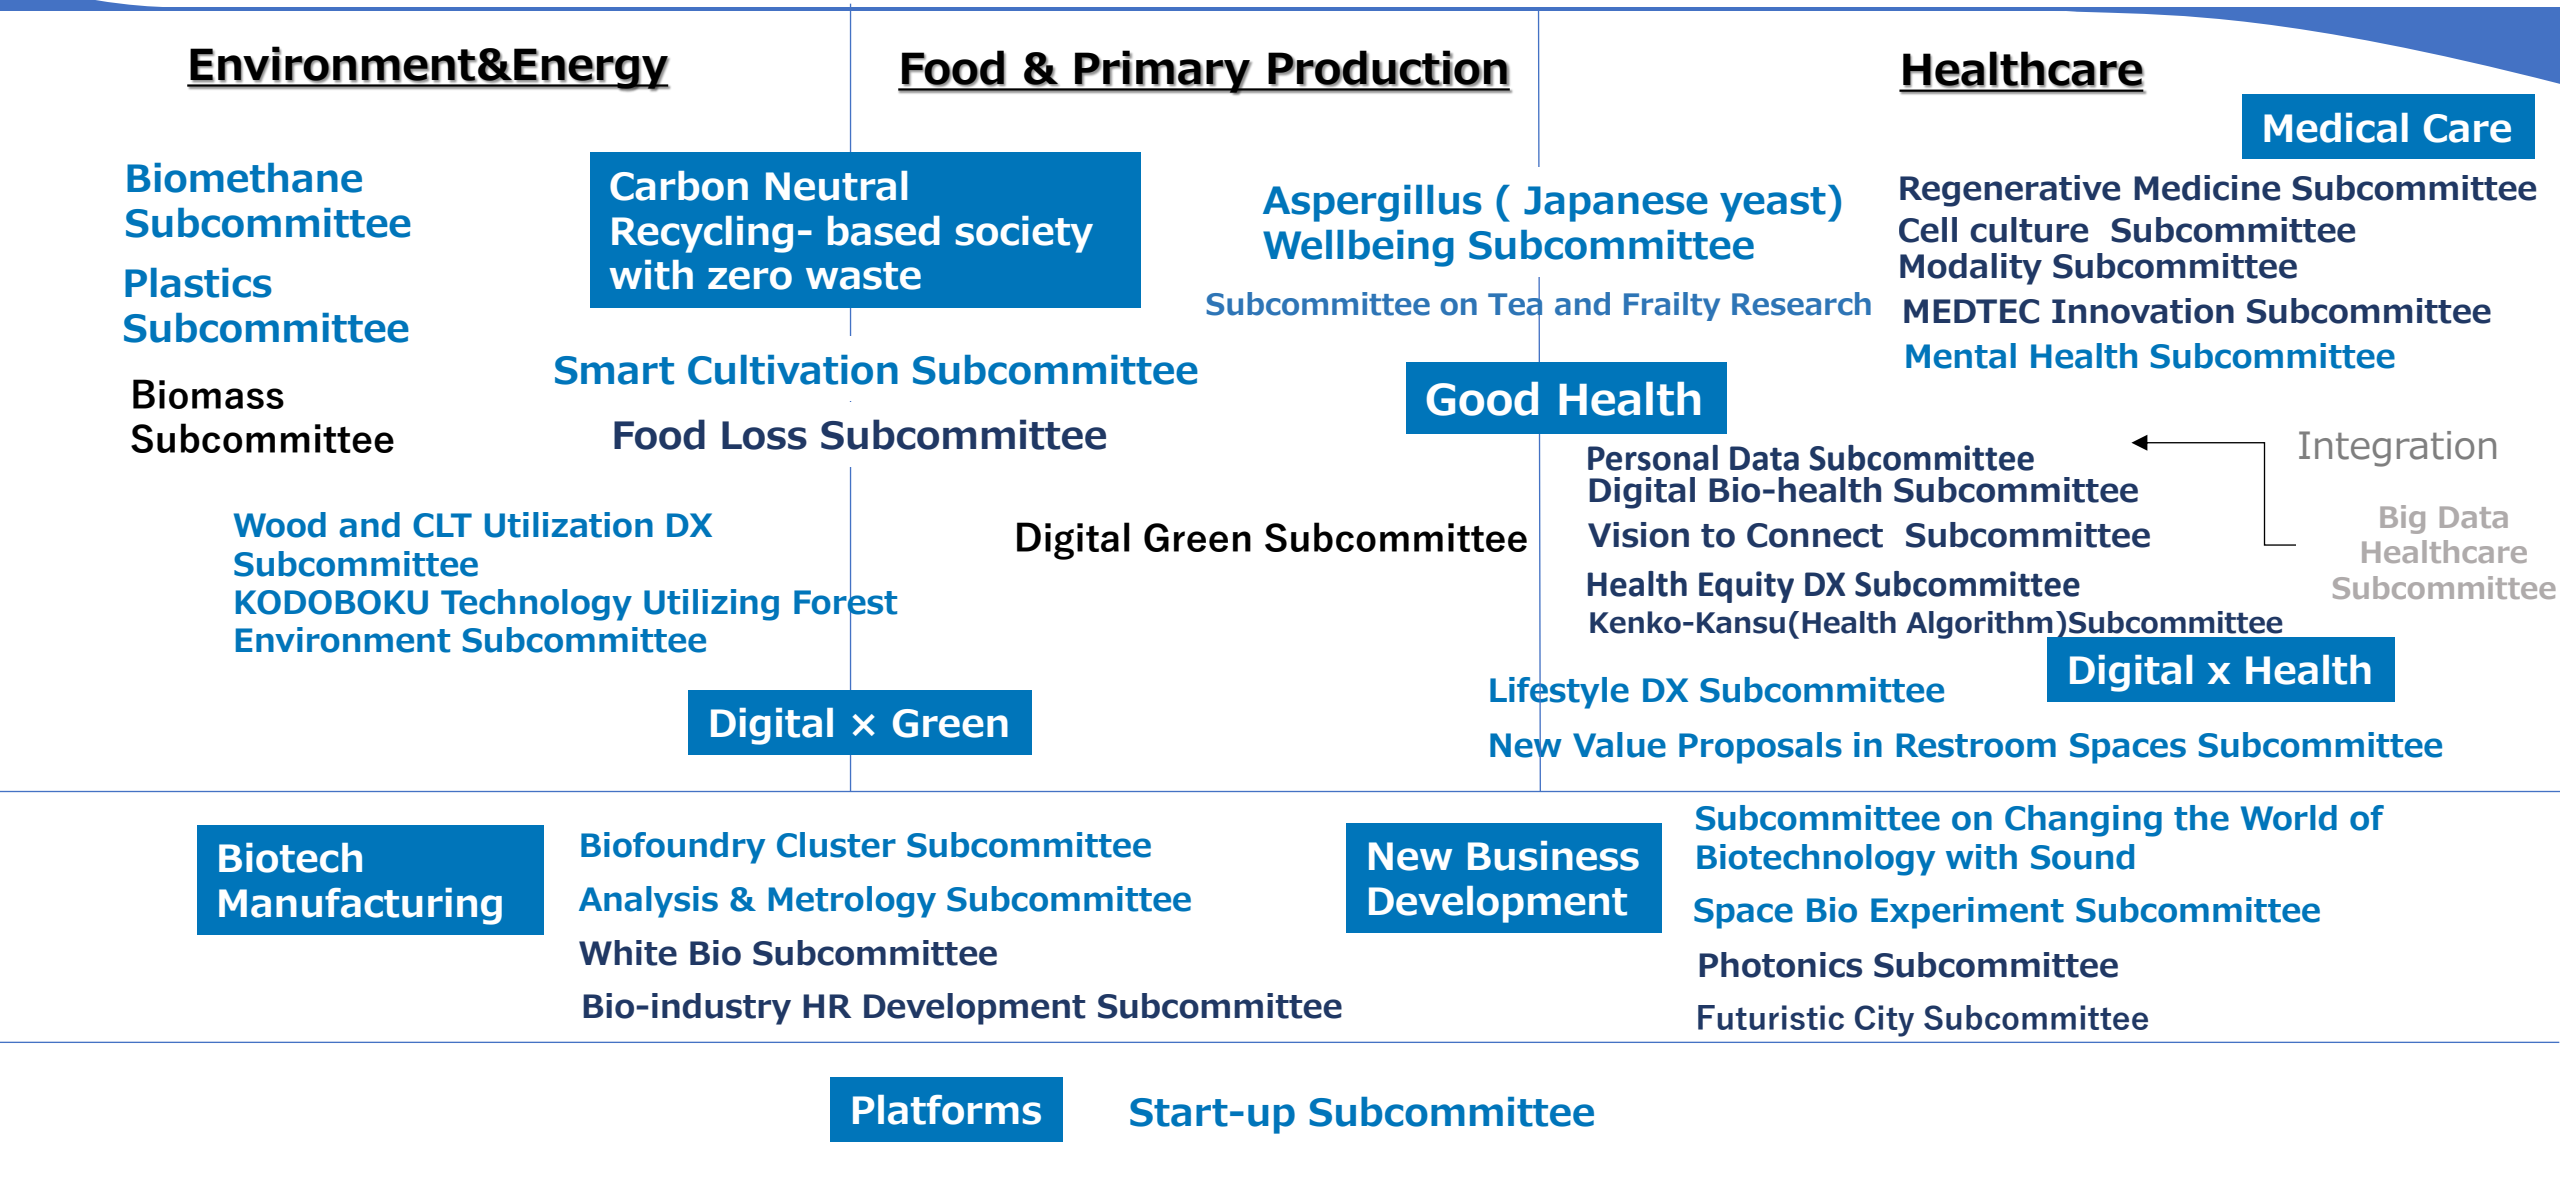 Environment&Energy
Food & Primary Production
Healthcare
Medical Care
Biomethane
Subcommittee
Plastics
Subcommittee
Biomass
Subcommittee
Carbon Neutral
Recycling- based society
with zero waste
Smart Cultivation Subcommittee
Food Loss Subcommittee
Wood and CLT Utilization DX
Subcommittee
KODOBOKU Technology Utilizing Forest
Environment Subcommittee
Digital × Green
Aspergillus ( Japanese yeast)
Wellbeing Subcommittee
Subcommittee on Tea and Frailty Research
Good Health
Digital Green Subcommittee
Regenerative Medicine Subcommittee
Cell culture  Subcommittee
Modality Subcommittee
MEDTEC Innovation Subcommittee
Mental Health Subcommittee
Personal Data Subcommittee
Digital Bio-health Subcommittee
Vision to Connect  Subcommittee
Health Equity DX Subcommittee
Kenko-Kansu(Health Algorithm)Subcommittee
Integration
Big Data
Healthcare
Subcommittee
Digital x Health
Lifestyle DX Subcommittee
New Value Proposals in Restroom Spaces Subcommittee
Biotech
Manufacturing
Biofoundry Cluster Subcommittee
Analysis & Metrology Subcommittee
White Bio Subcommittee
Bio-industry HR Development Subcommittee
New Business
Development
Subcommittee on Changing the World of
Biotechnology with Sound
Space Bio Experiment Subcommittee
Photonics Subcommittee
Futuristic City Subcommittee
Platforms
Start-up Subcommittee